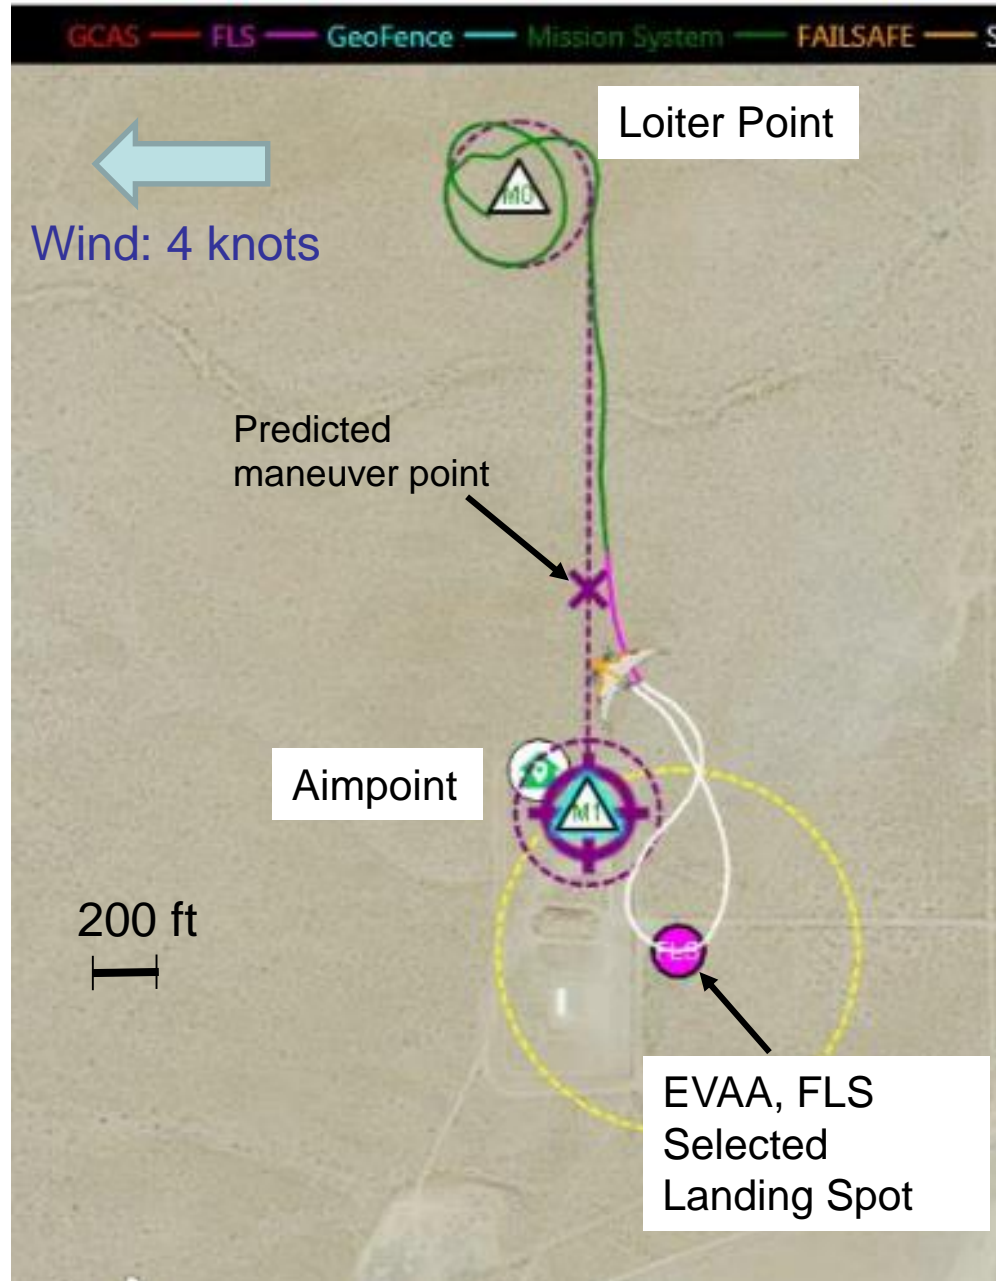 GCAS FLS GeoFence Mission System FAILSAFE S
Loiter Point
M0
Wind: 4 knots
Predicted
maneuver point
Aimpoint
M1
200 ft
FLS
EVAA, FLS
Selected
Landing Spot